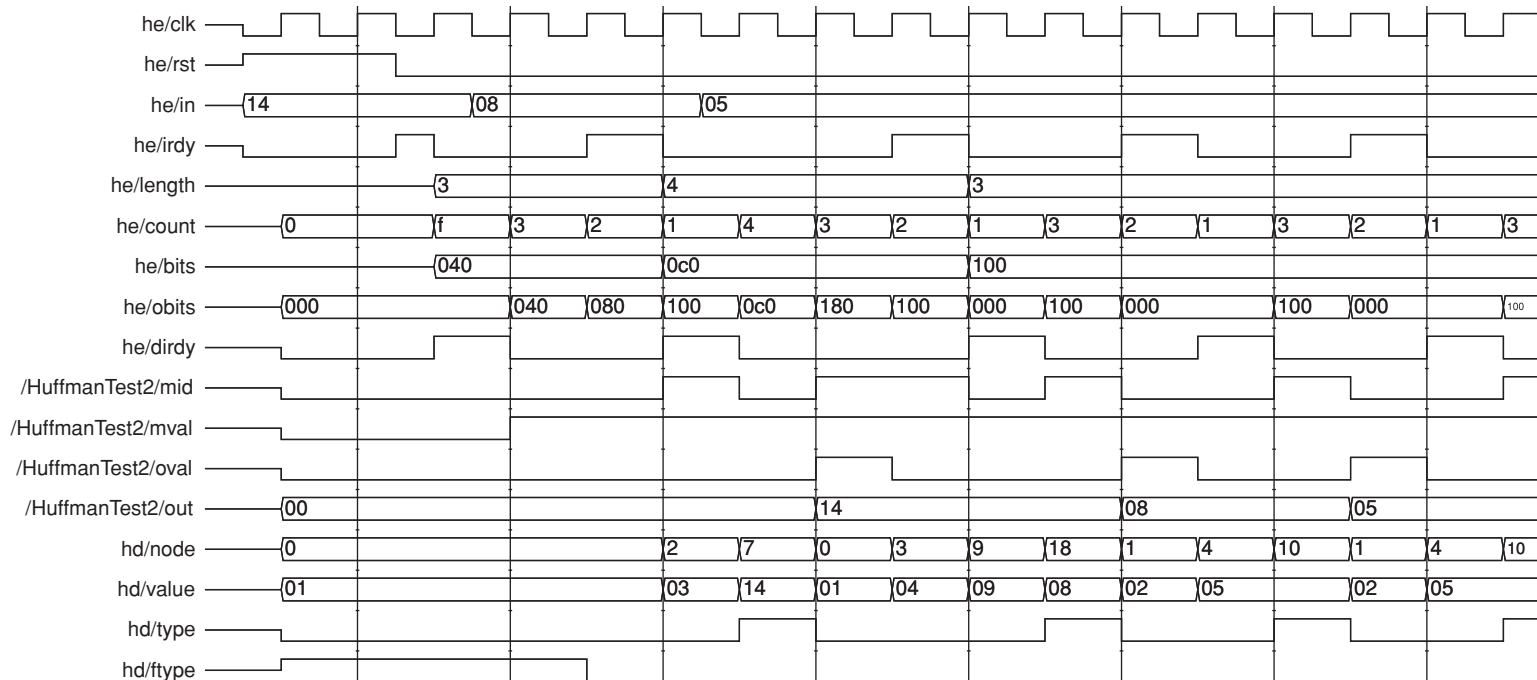 he/clk
he/rst
he/in 14 08 05
he/irdy
he/length 3 4 3
he/count 0 f 3 2 1 4 3 2 1 3 2 1 3 2 1 3
he/bits 040 0c0 100
he/obits 000 040 080 100 0c0 180 100 000 100 000 100 000 100
he/dirdy
/HuffmanTest2/mid
/HuffmanTest2/mval
/HuffmanTest2/oval
/HuffmanTest2/out 00 14 08 05
hd/node 0 2 7 0 3 9 18 1 4 10 1 4 10
hd/value 01 03 14 01 04 09 08 02 05 02 05
hd/type
hd/ftype